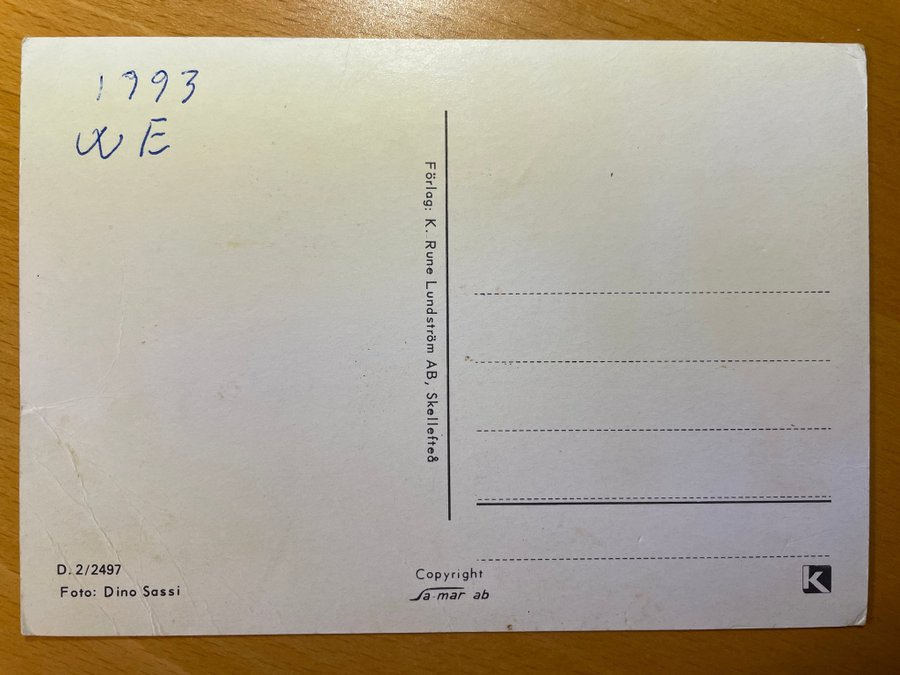 1993
WE
Förlag: K. Rune Lundström AB, Skellefteå
D. 2/2497
Foto: Dino Sassi
Copyright
Sa-mar ab
K